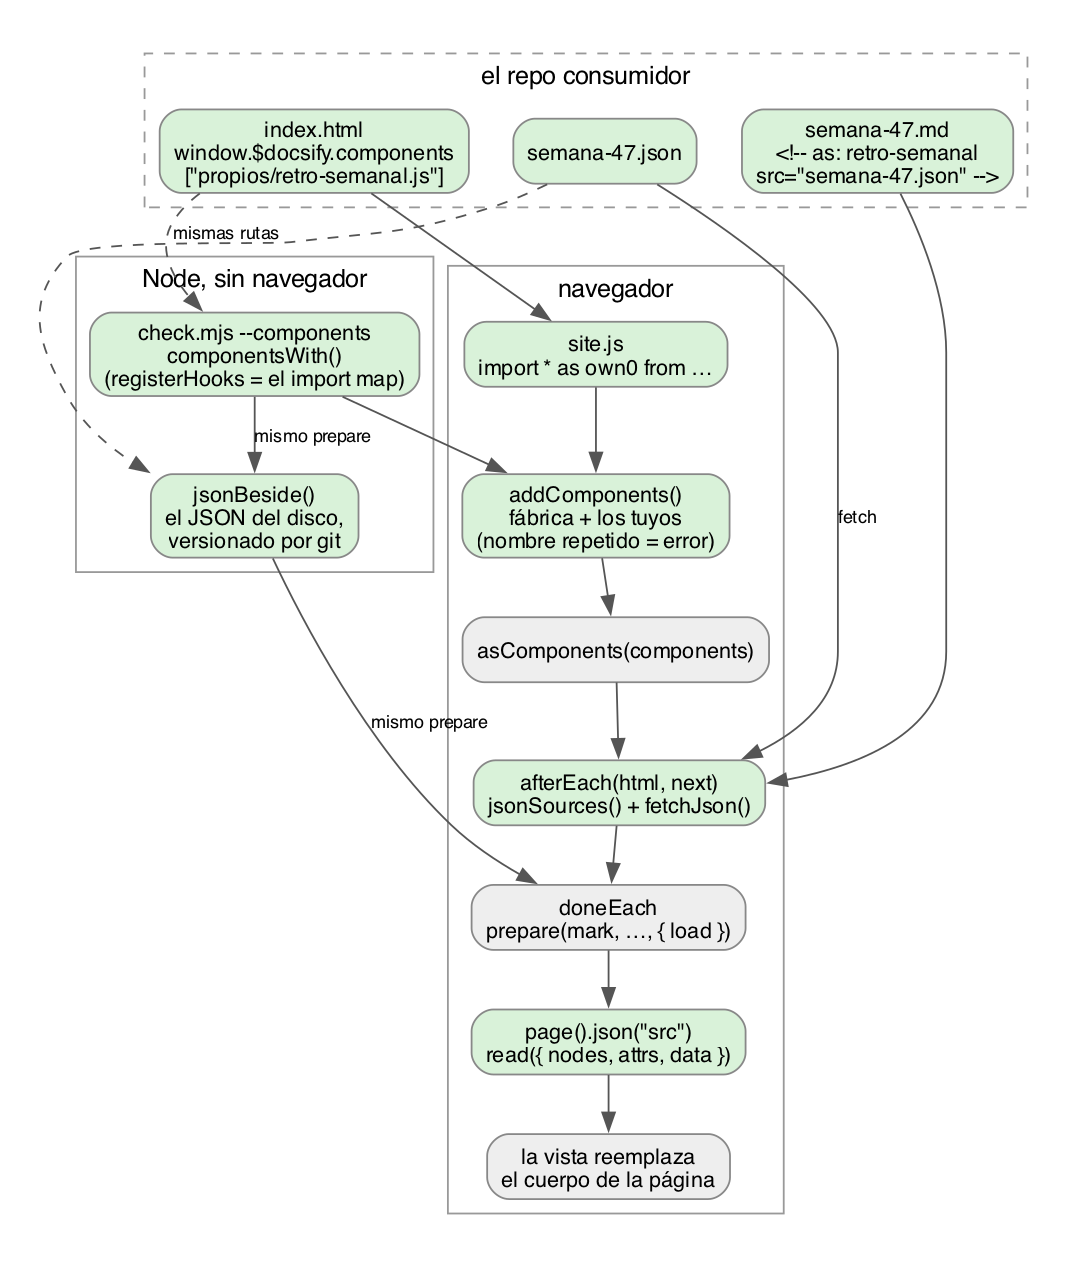 el repo consumidor
index.html
window.$docsify.components
["propios/retro-semanal.js"]
semana-47.json
semana-47.md
<!-- as: retro-semanal
src="semana-47.json" -->
mismas rutas
Node, sin navegador
navegador
check.mjs --components
componentsWith()
(registerHooks = el import map)
site.js
import * as own0 from …
mismo prepare
jsonBeside()
el JSON del disco,
versionado por git
addComponents()
fábrica + los tuyos
(nombre repetido = error)
fetch
asComponents(components)
mismo prepare
afterEach(html, next)
jsonSources() + fetchJson()
doneEach
prepare(mark, …, { load })
page().json("src")
read({ nodes, attrs, data })
la vista reemplaza
el cuerpo de la página